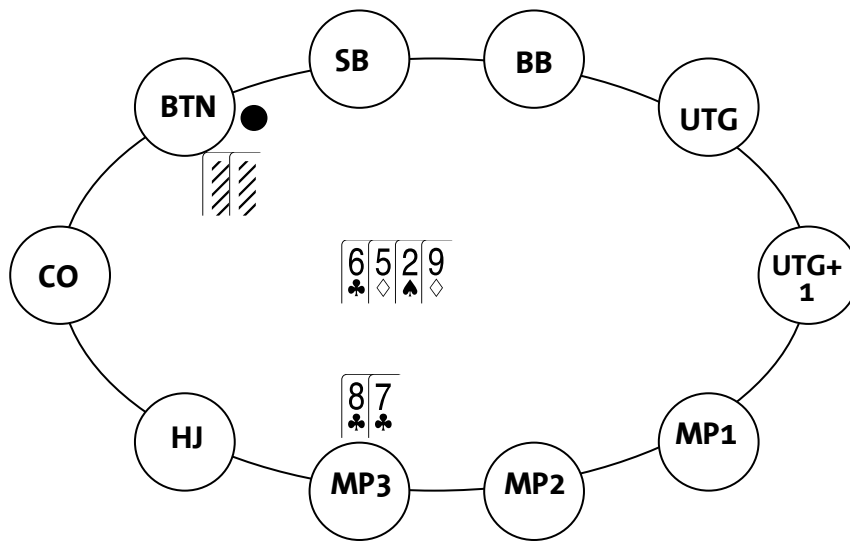 SB
BB
BTN
UTG
6♣ 5♢ 2♠ 9♢
CO
UTG+
1
8♣ 7♣
HJ
MP1
MP3
MP2